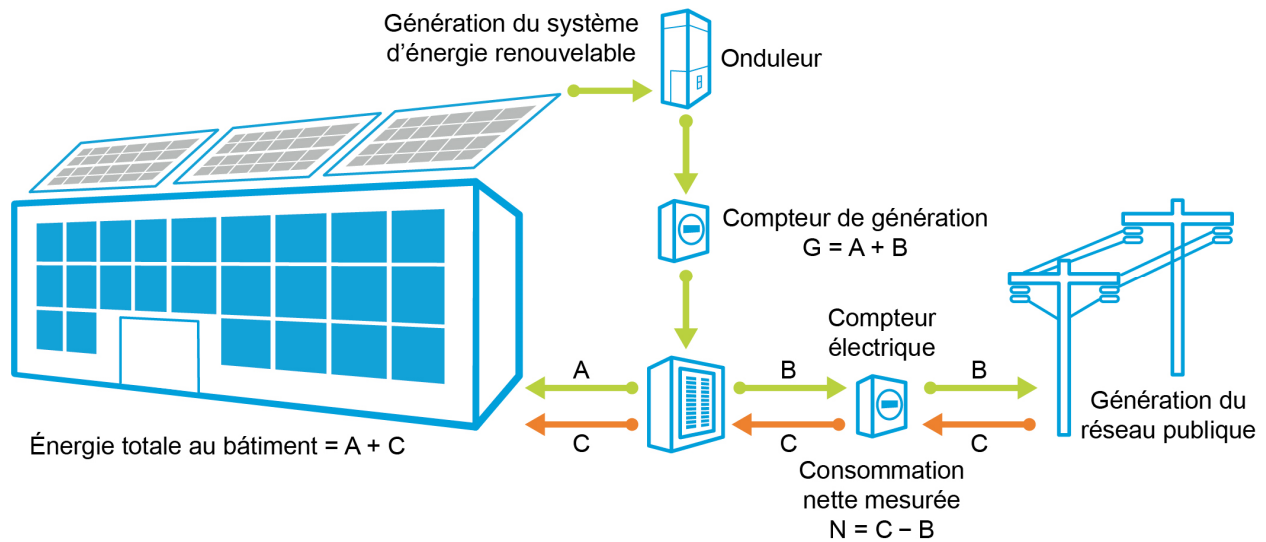 Génération du système
d'énergie renouvelable
Onduleur
Compteur de génération
G = A + B
Compteur
électrique
A
B
B
C
C
C
Génération du
réseau publique
Énergie totale au bâtiment = A + C
Consommation
nette mesurée
N = C − B